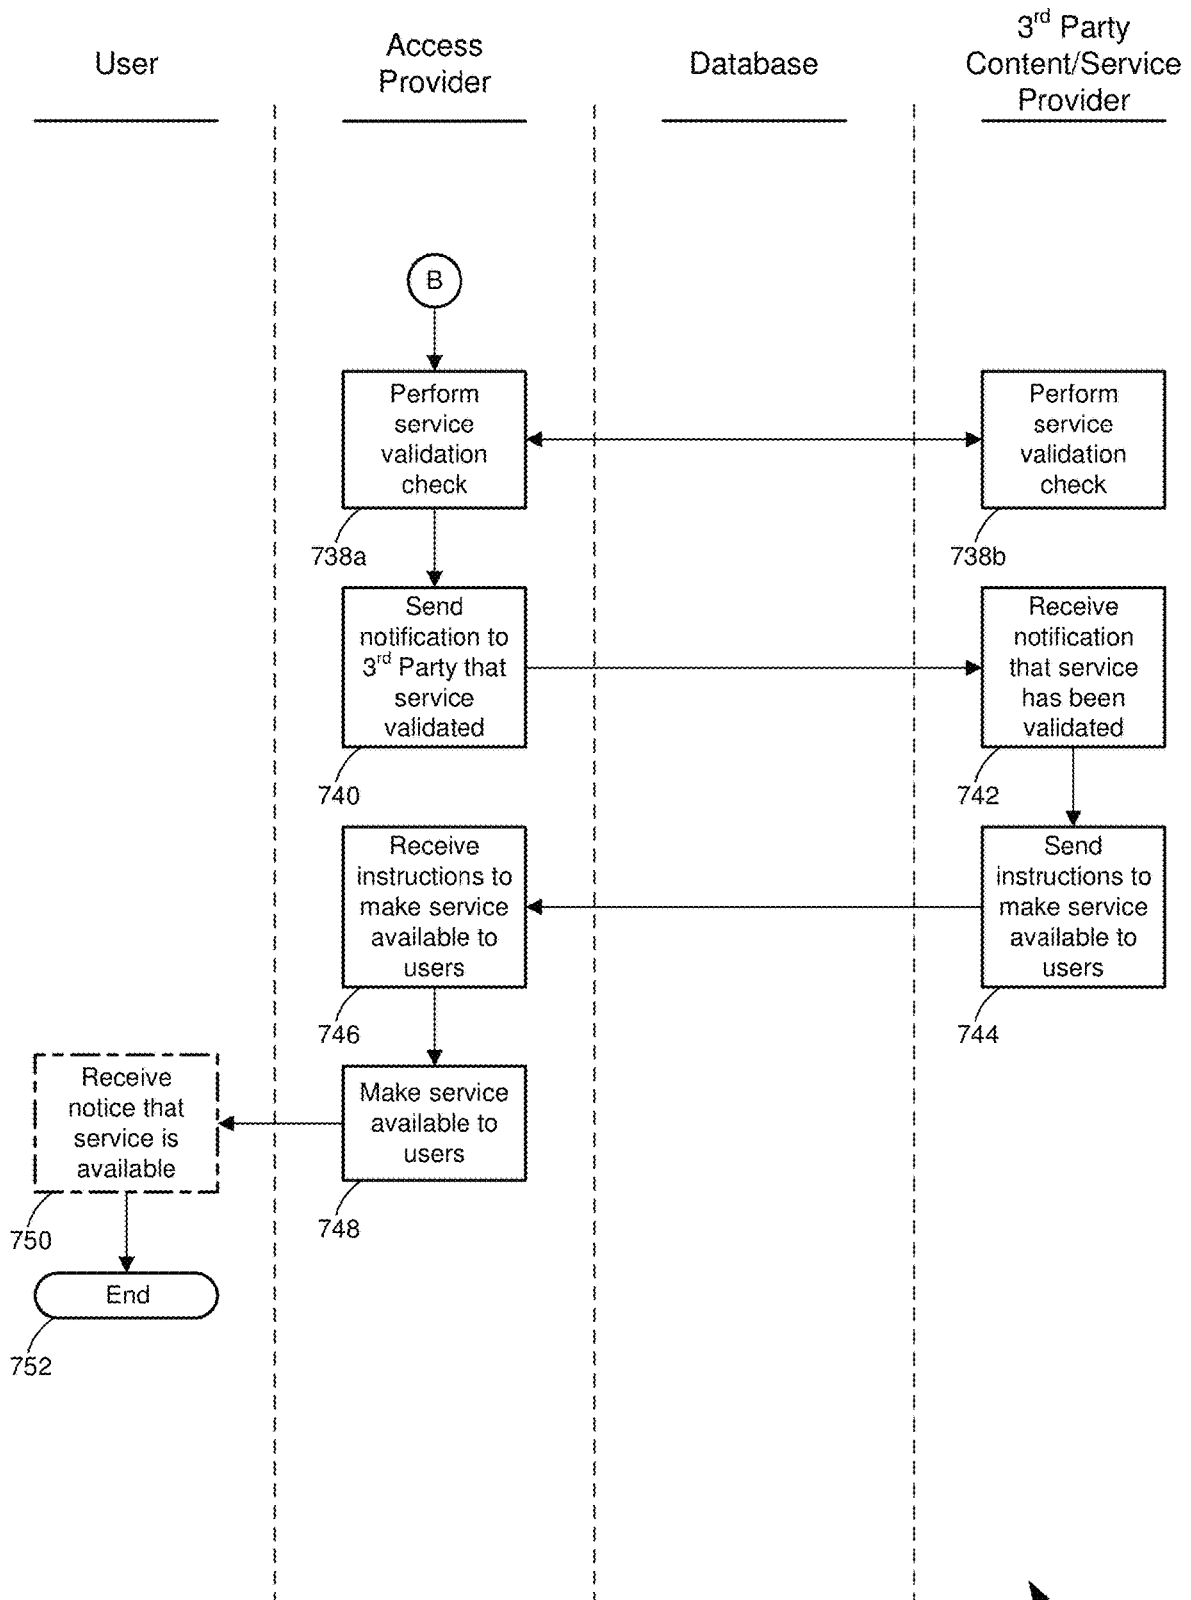 User
Access
Provider
Database
3rd Party
Content/Service
Provider
B
Perform
service
validation
check
738a
Perform
service
validation
check
738b
Send
notification to
3rd Party that
service
validated
740
Receive
notification
that service
has been
validated
742
Receive
instructions to
make service
available to
users
746
Send
instructions to
make service
available to
users
744
Receive
notice that
service is
available
750
Make service
available to
users
748
End
752